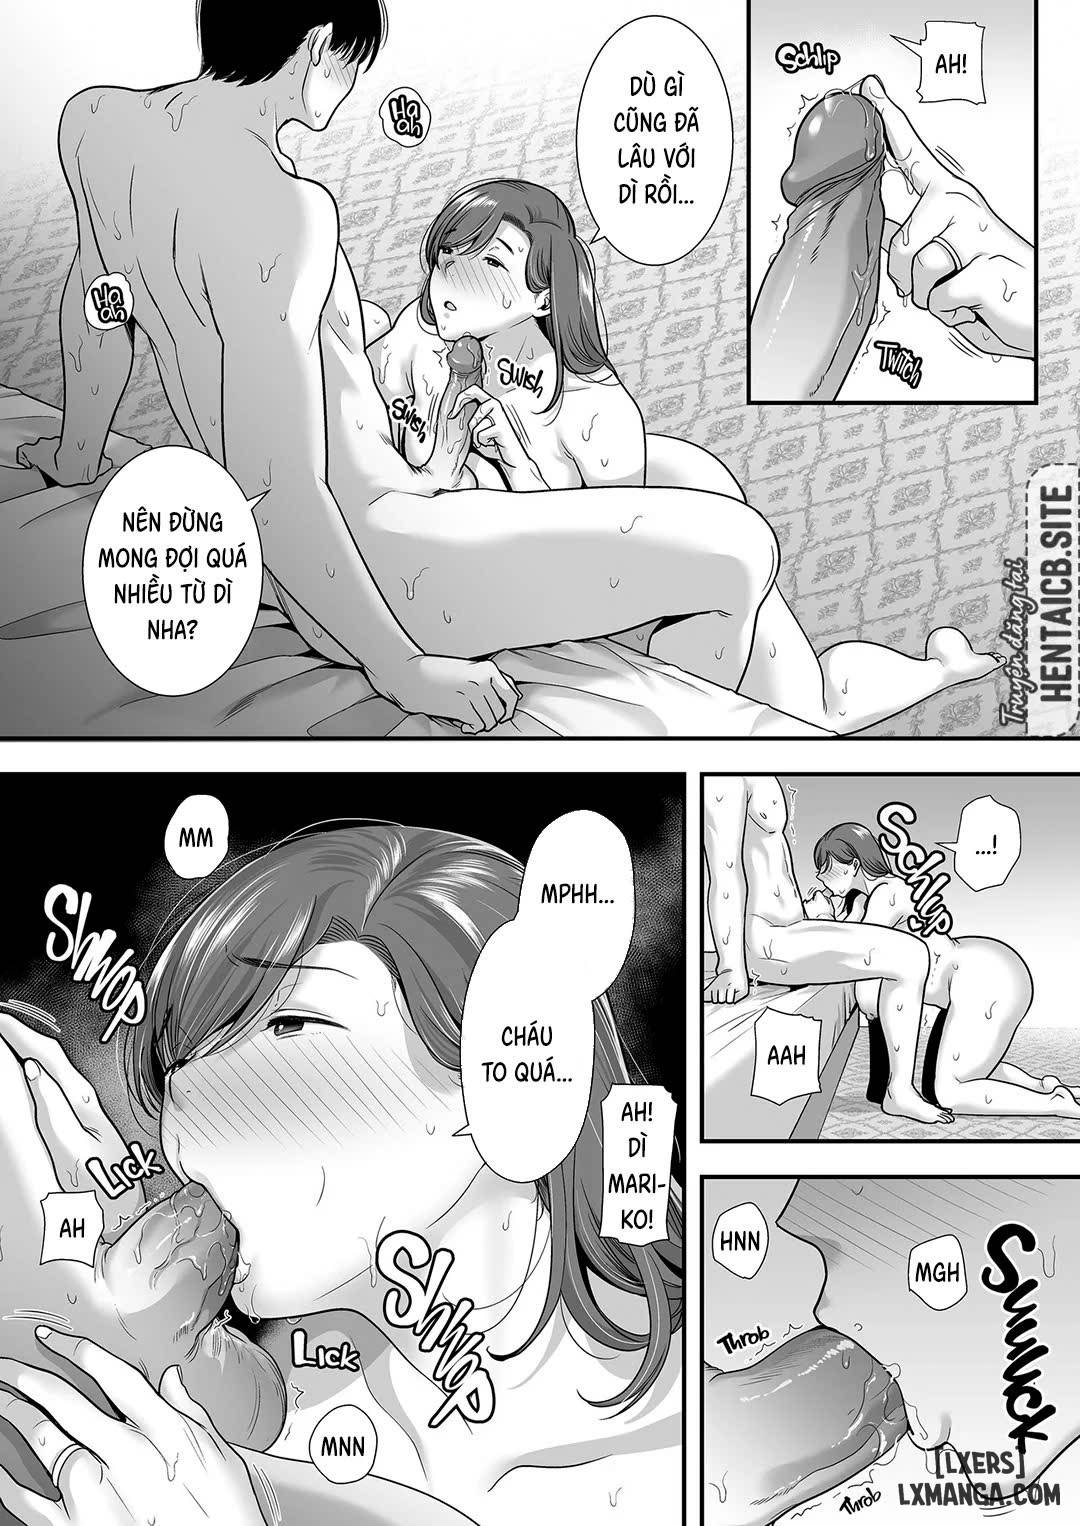 SCHLIP
AH!
DÙ GÌ
CŨNG ĐÃ
LÂU VỚI
DÌ RỒI...
TWITCH
HAAH
SWISH
SWISH
HAAH
NÊN ĐỪNG
MONG ĐỢI QUÁ
NHIỀU TỪ DÌ
NHA?
Truyện đăng tại
HENTAICB.SITE
...!
SCHLUP
AAH
MM
MPHH...
SHWOP
CHÁU
TO QUÁ...
AH!
DÌ
MARI-
KO!
LICK
AH
SHWOP
LICK
MNN
HNN
MGH
SUUUCK
THROB
THROB
[LXERS]
LXMANGA.COM